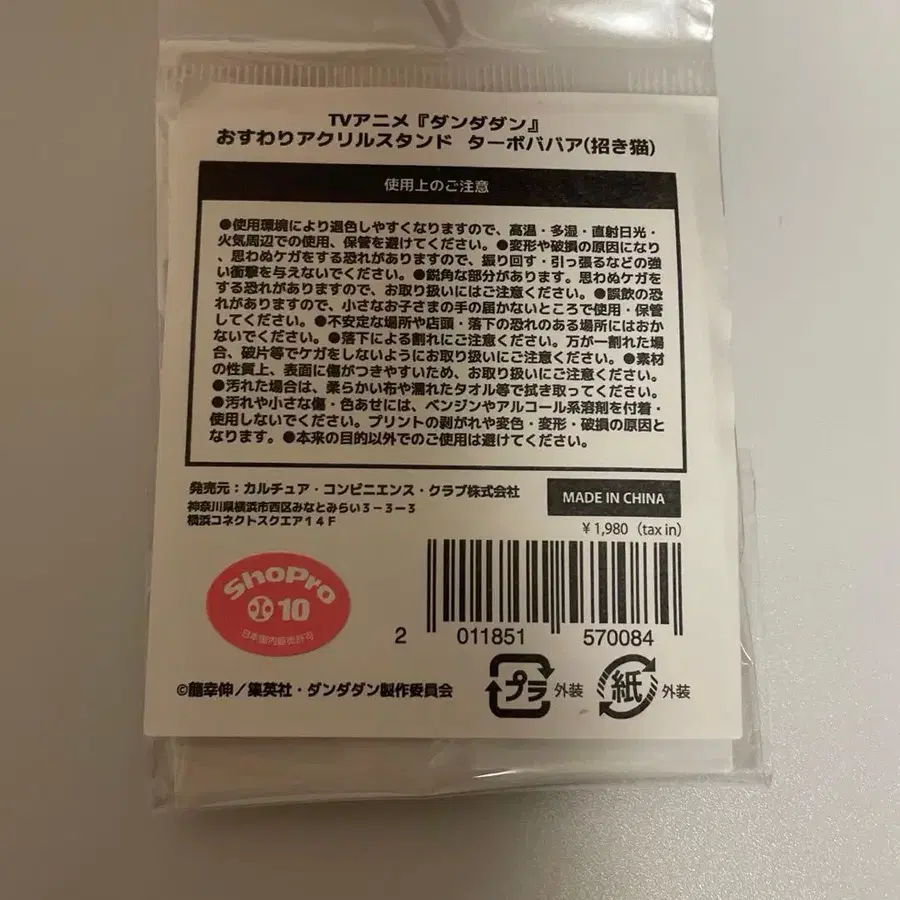 TVアニメ『ダンダダン』
おすわりアクリルスタンド ターボババア(招き猫)
使用上のご注意
●使用環境により退色しやすくなりますので、高温・多湿・直射日光・
火気周辺での使用、保管を避けてください。●変形や破損の原因になり
、思わぬケガをする恐れがありますので、振り回す・引っ張るなどの強
い衝撃を与えないでください。●鋭角な部分があります。思わぬケガを
する恐れがありますので、お取り扱いにはご注意ください。●誤飲の恐
れがありますので、小さなお子さまの手の届かないところで使用・保管
してください。●不安定な場所や店頭・落下の恐れのある場所にはおか
ないでください。●落下による割れにご注意ください。万が一割れた場
合、破片等でケガをしないようにお取り扱いにご注意ください。●素材
の性質上、表面に傷がつきやすいため、お取り扱いにご注意ください。
●汚れた場合は、柔らかい布や濡れたタオル等で拭き取ってください。
●汚れや小さな傷・色あせには、ベンジンやアルコール系溶剤を付着・
使用しないでください。プリントの剥がれや変色・変形・破損の原因と
なります。●本来の目的以外でのご使用は避けてください。
発売元：カルチュア・コンビニエンス・クラブ株式会社
神奈川県横浜市西区みなとみらい３－３－３
横浜コネクトスクエア１４Ｆ
MADE IN CHINA
¥ 1,980（tax in）
ShoPro
10
日本国内販売許可
2 011851 570084
©龍幸伸／集英社・ダンダダン製作委員会
プラ 外装
紙 外装